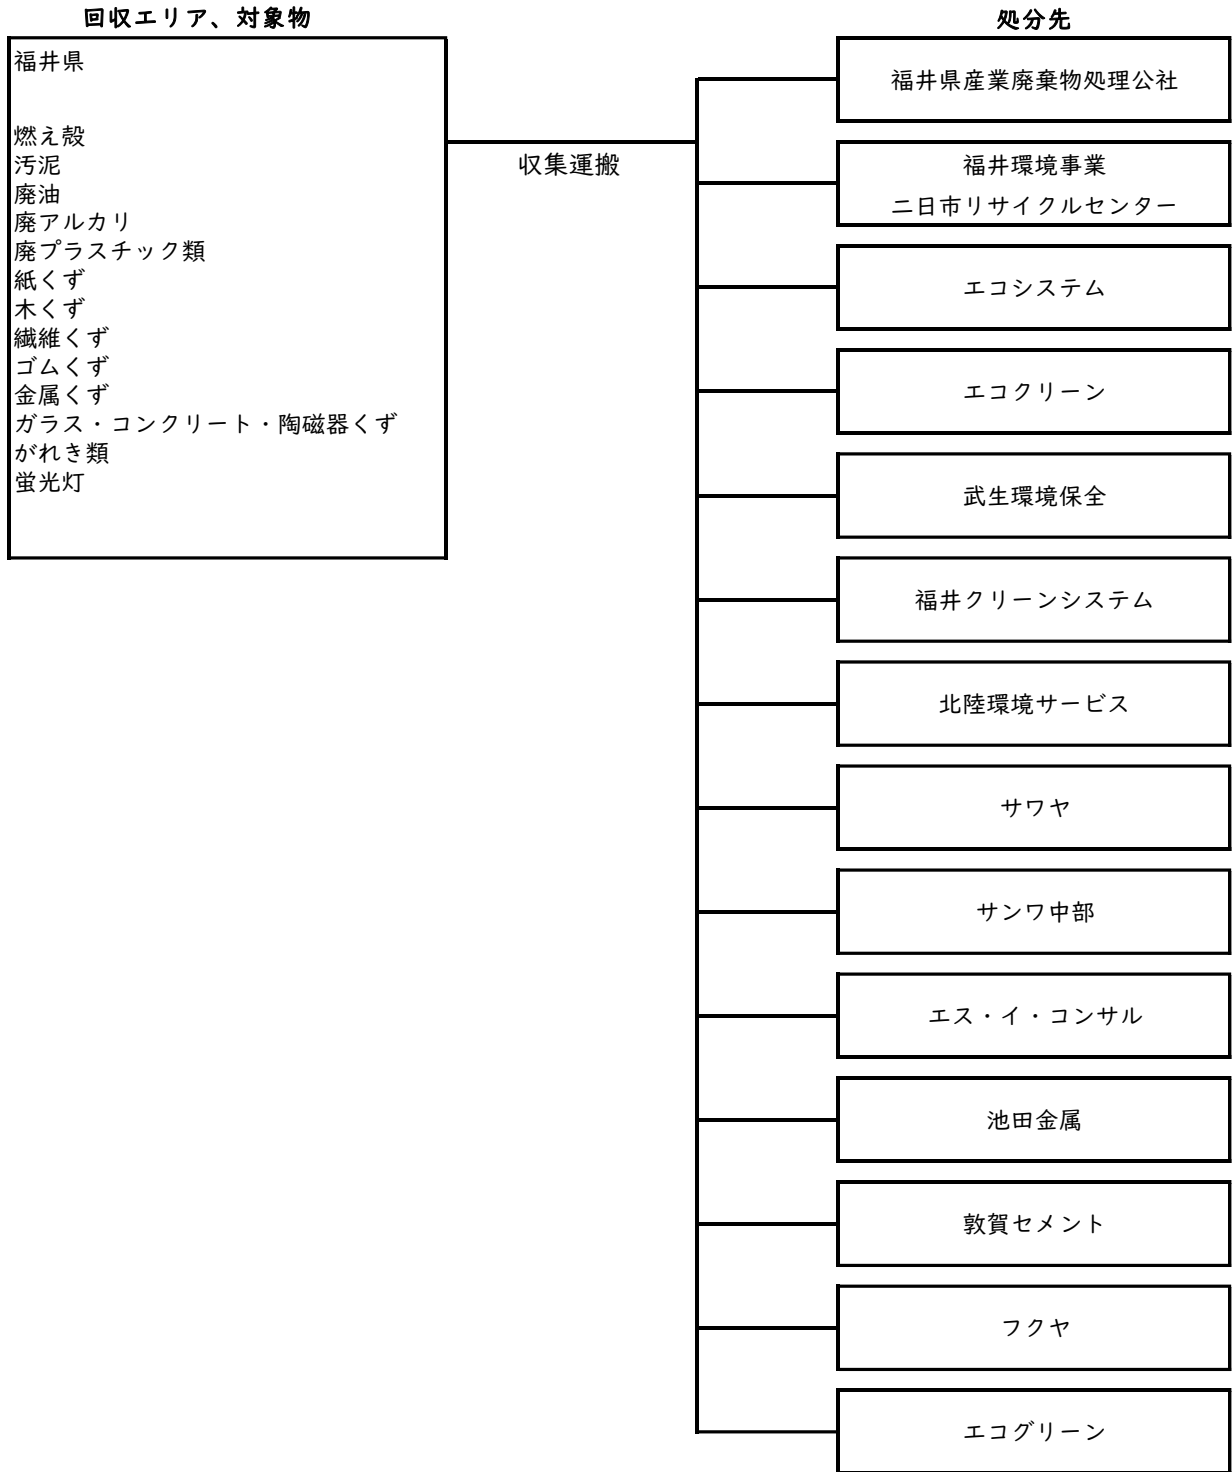 回収エリア、対象物
福井県
燃え殻
汚泥
廃油
廃アルカリ
廃プラスチック類
紙くず
木くず
繊維くず
ゴムくず
金属くず
ガラス・コンクリート・陶磁器くず
がれき類
蛍光灯
収集運搬
処分先
福井県産業廃棄物処理公社
福井環境事業
二日市リサイクルセンター
エコシステム
エコクリーン
武生環境保全
福井クリーンシステム
北陸環境サービス
サワヤ
サンワ中部
エス・イ・コンサル
池田金属
敦賀セメント
フクヤ
エコグリーン